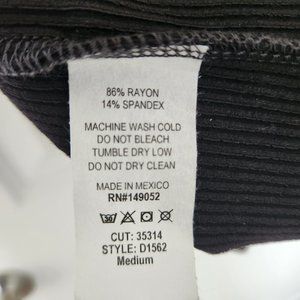 86% RAYON
14% SPANDEX
MACHINE WASH COLD
DO NOT BLEACH
TUMBLE DRY LOW
DO NOT DRY CLEAN
MADE IN MEXICO
RN#149052
CUT: 35314
STYLE: D1562
Medium